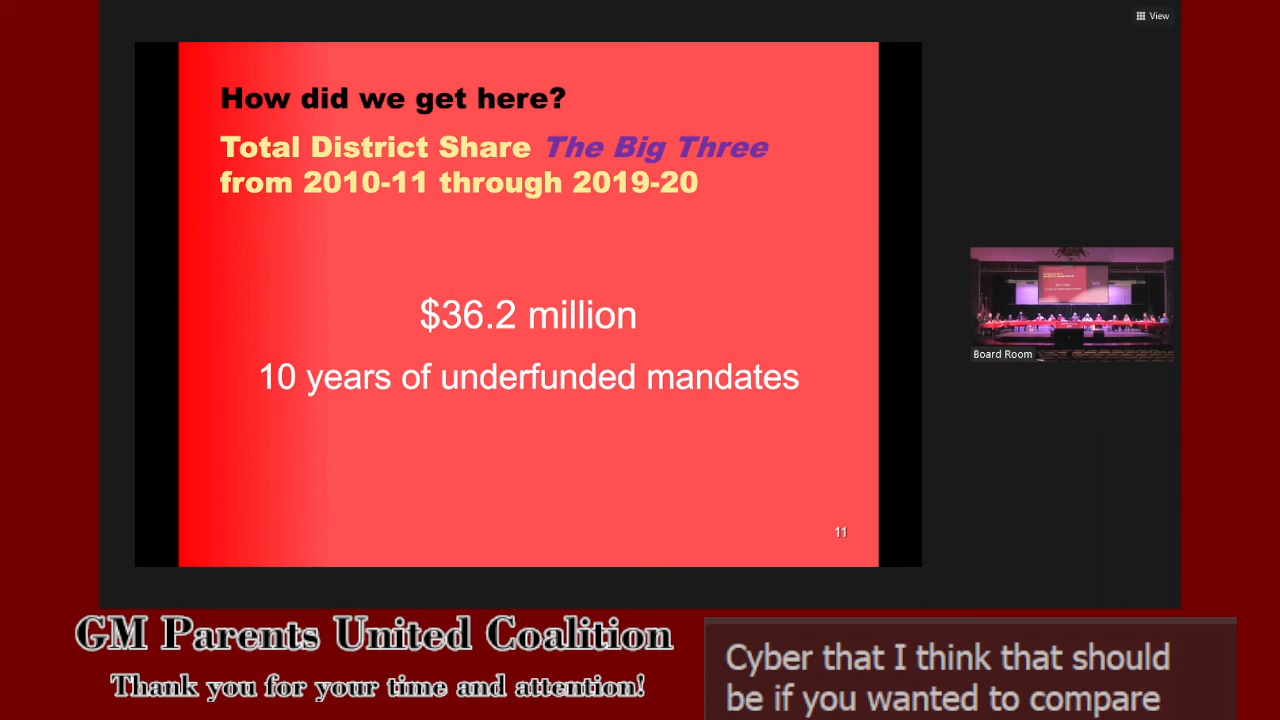 View
How did we get here?
Total District Share The Big Three
from 2010-11 through 2019-20
$36.2 million
10 years of underfunded mandates
11
Board Room
GM Parents United Coalition
Thank you for your time and attention!
Cyber that I think that should
be if you wanted to compare